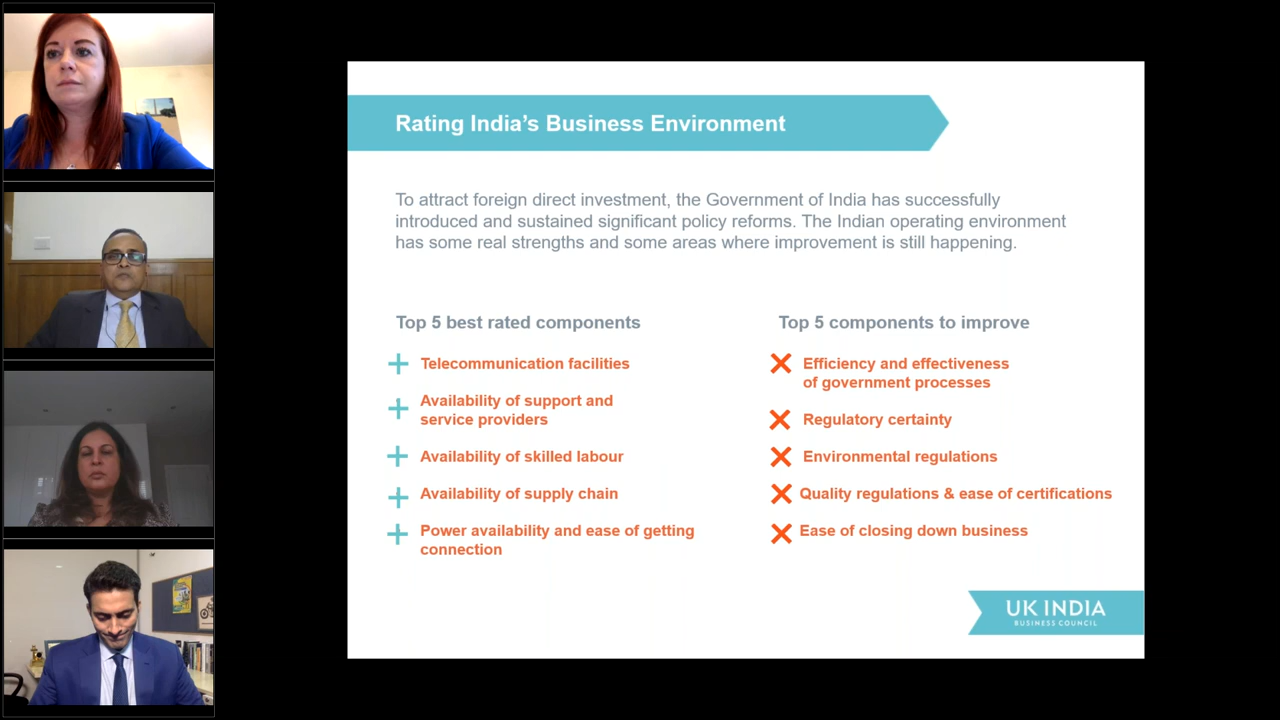 Rating India's Business Environment
To attract foreign direct investment, the Government of India has successfully
introduced and sustained significant policy reforms. The Indian operating environment
has some real strengths and some areas where improvement is still happening.
Top 5 best rated components
Telecommunication facilities
Availability of support and
service providers
Availability of skilled labour
Availability of supply chain
Power availability and ease of getting
connection
Top 5 components to improve
Efficiency and effectiveness
of government processes
Regulatory certainty
Environmental regulations
Quality regulations & ease of certifications
Ease of closing down business
UK INDIA
BUSINESS COUNCIL